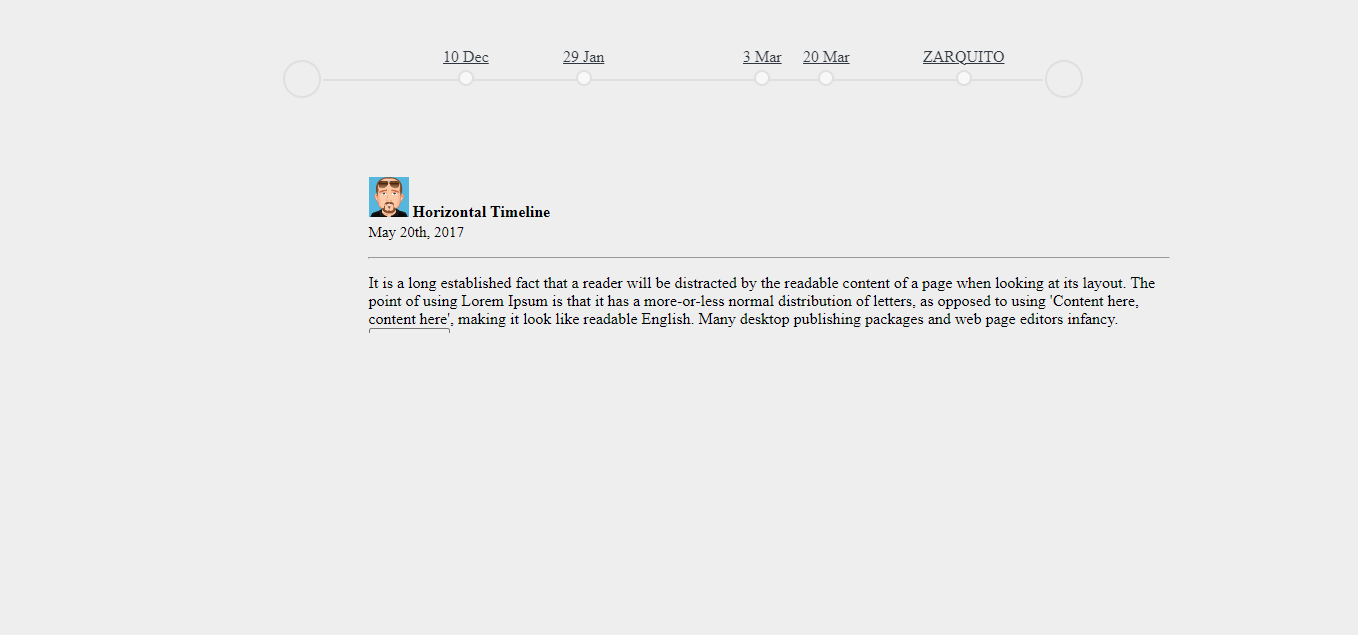 10 Dec 29 Jan 3 Mar 20 Mar ZARQUITO
Horizontal Timeline
May 20th, 2017
It is a long established fact that a reader will be distracted by the readable content of a page when looking at its layout. The
point of using Lorem Ipsum is that it has a more-or-less normal distribution of letters, as opposed to using 'Content here,
content here', making it look like readable English. Many desktop publishing packages and web page editors infancy.